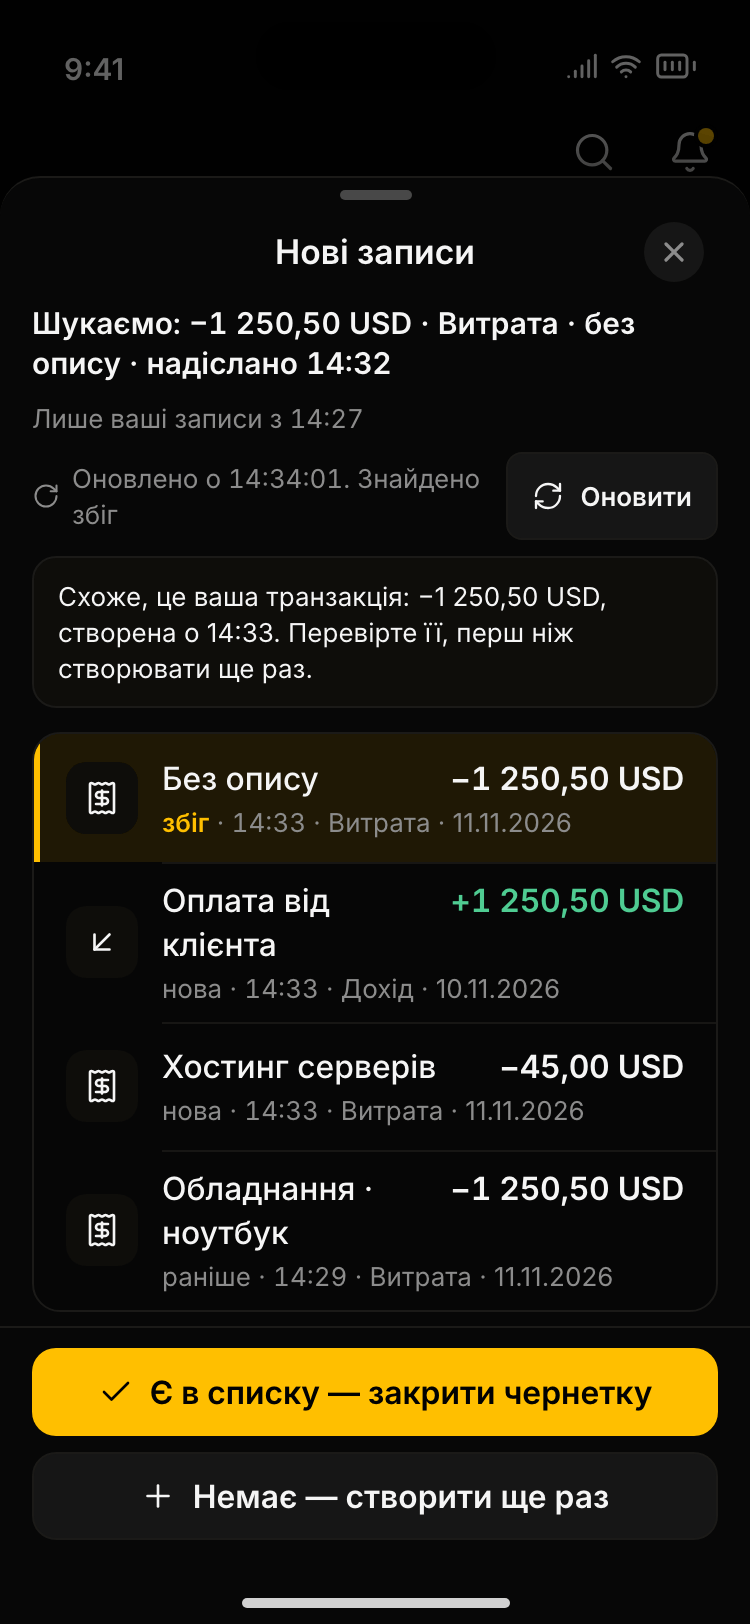 9:41
Нові записи
Шукаємо: −1 250,50 USD · Витрата · без
опису · надіслано 14:32
Лише ваші записи з 14:27
Оновлено о 14:34:01. Знайдено
збіг
Оновити
Схоже, це ваша транзакція: −1 250,50 USD,
створена о 14:33. Перевірте її, перш ніж
створювати ще раз.
Без опису −1 250,50 USD
збіг · 14:33 · Витрата · 11.11.2026
Оплата від +1 250,50 USD
клієнта
нова · 14:33 · Дохід · 10.11.2026
Хостинг серверів −45,00 USD
нова · 14:33 · Витрата · 11.11.2026
Обладнання · −1 250,50 USD
ноутбук
раніше · 14:29 · Витрата · 11.11.2026
Є в списку — закрити чернетку
Немає — створити ще раз